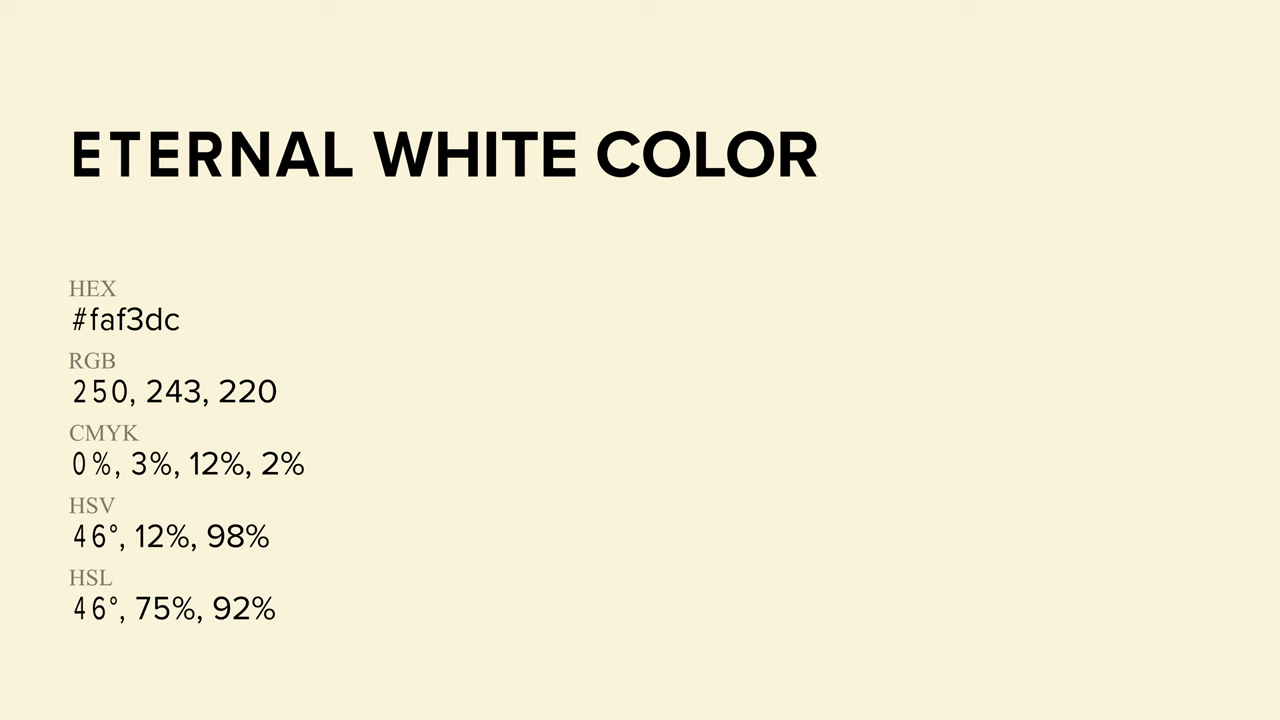 ETERNAL WHITE COLOR
HEX
#faf3dc
RGB
250, 243, 220
CMYK
0%, 3%, 12%, 2%
HSV
46°, 12%, 98%
HSL
46°, 75%, 92%